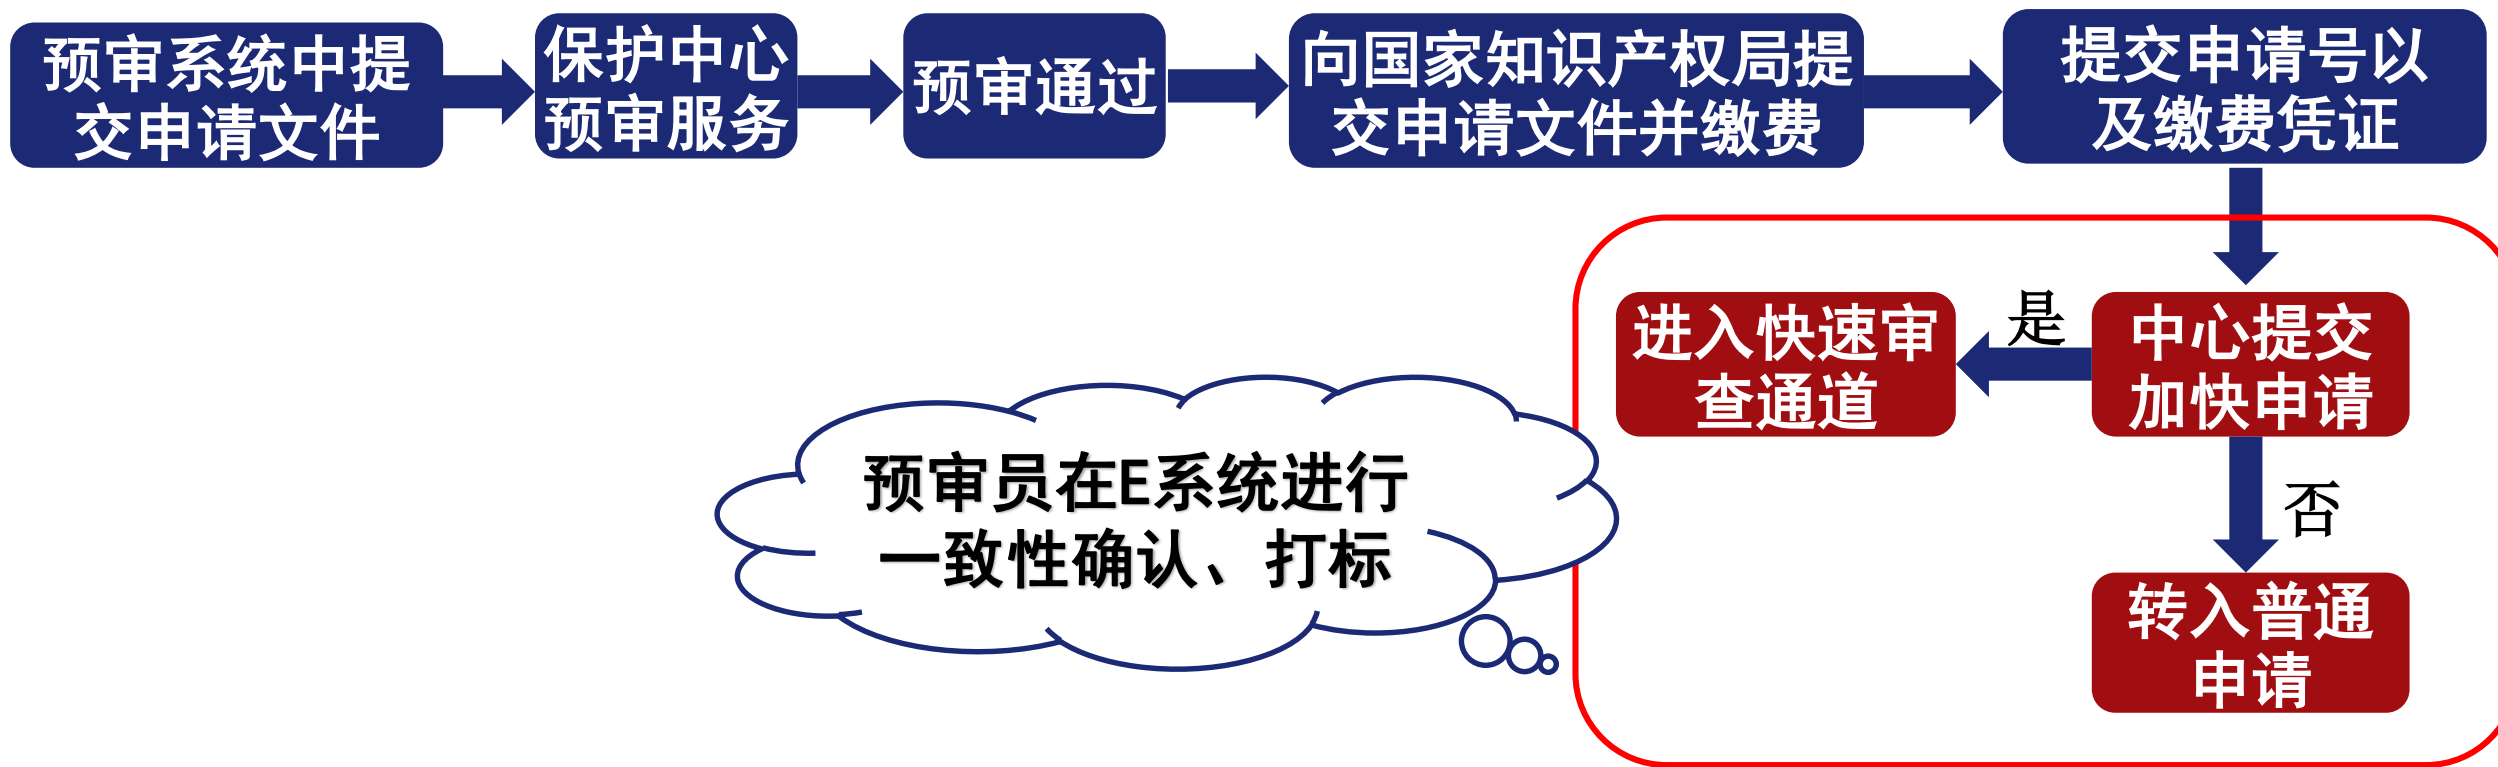 预审系统中提
交申请文件
保护中心
预审服务
预审通过
向国家知识产权局提
交申请文件并缴纳费用
提交申请号及
交费凭证
进入快速审
查通道
是
中心提交
加快申请
否
转入普通
申请
预审员在E系统进行
一致性确认、打标